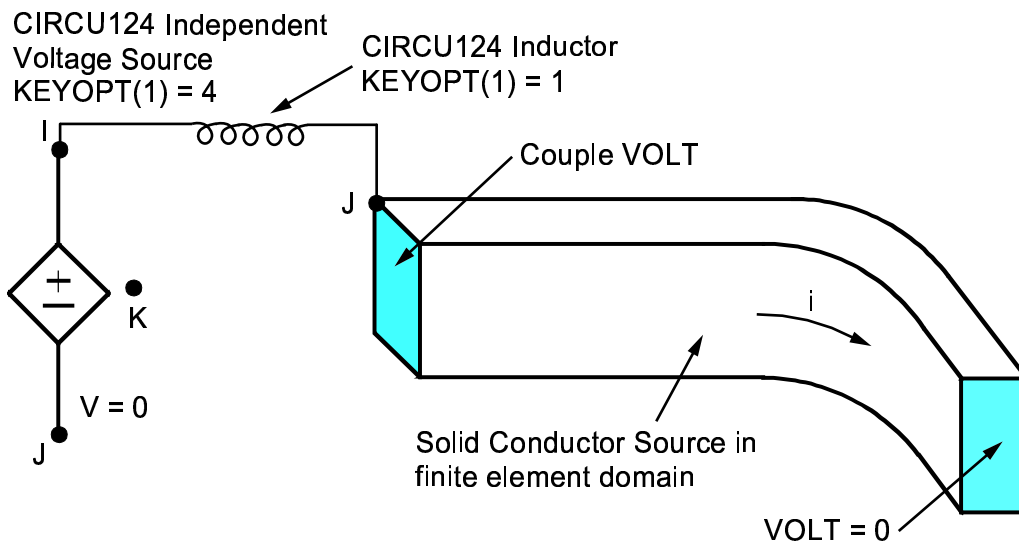 CIRCU124 Independent
Voltage Source
KEYOPT(1) = 4
CIRCU124 Inductor
KEYOPT(1) = 1
I
Couple VOLT
J
+
–
K
i
V = 0
J
Solid Conductor Source in
finite element domain
VOLT = 0